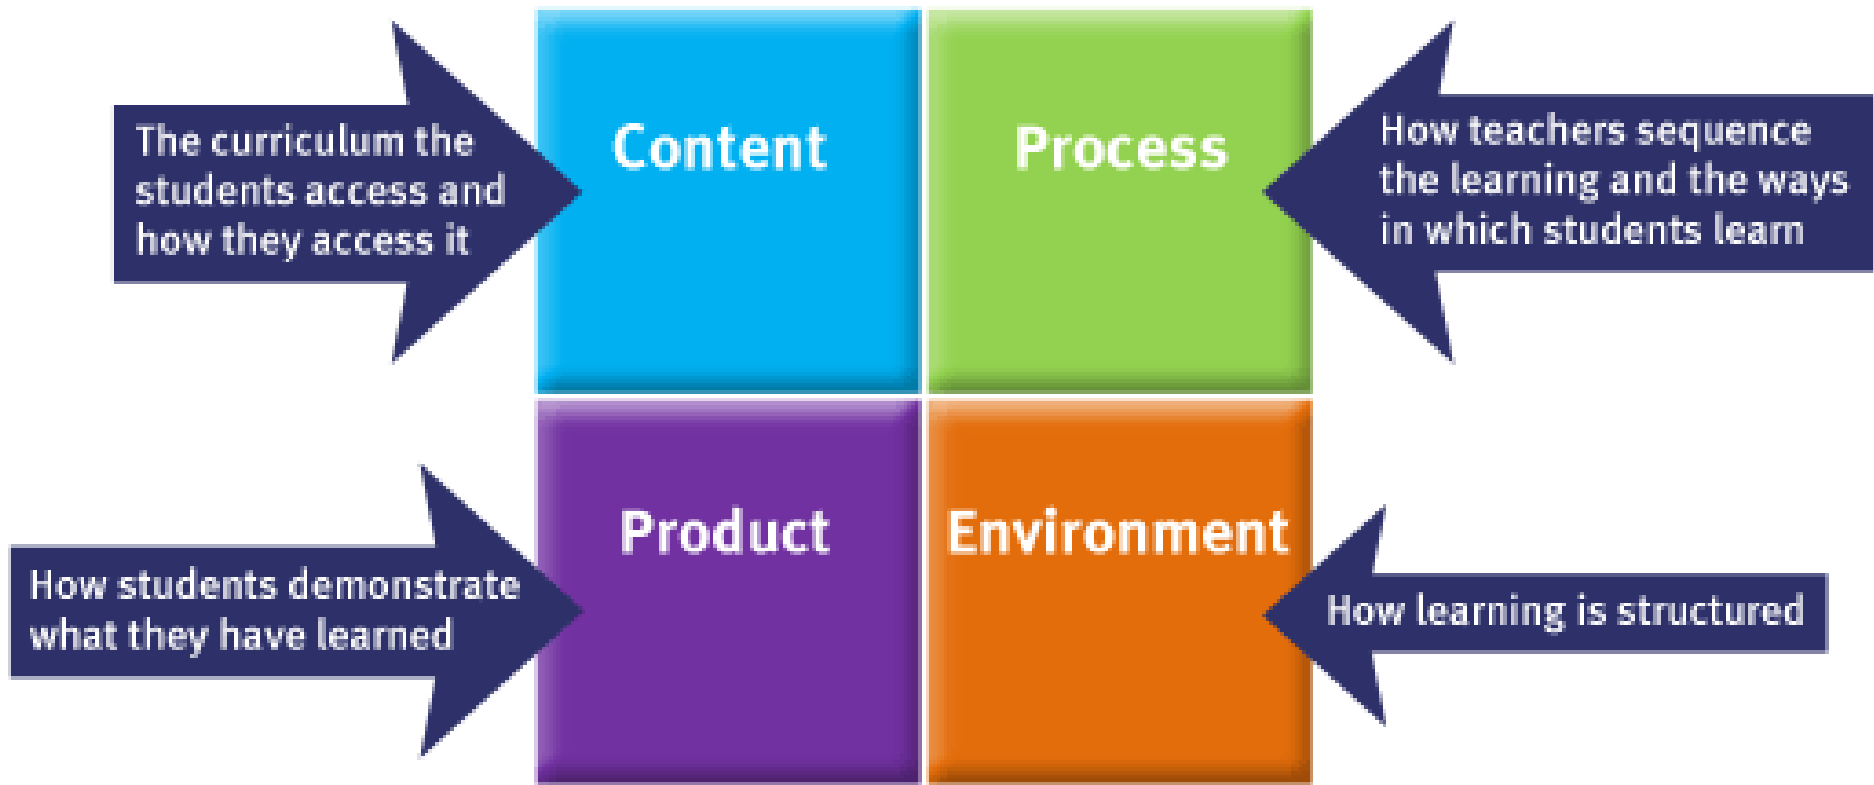 Content
The curriculum the
students access and
how they access it
Process
How teachers sequence
the learning and the ways
in which students learn
Product
How students demonstrate
what they have learned
Environment
How learning is structured